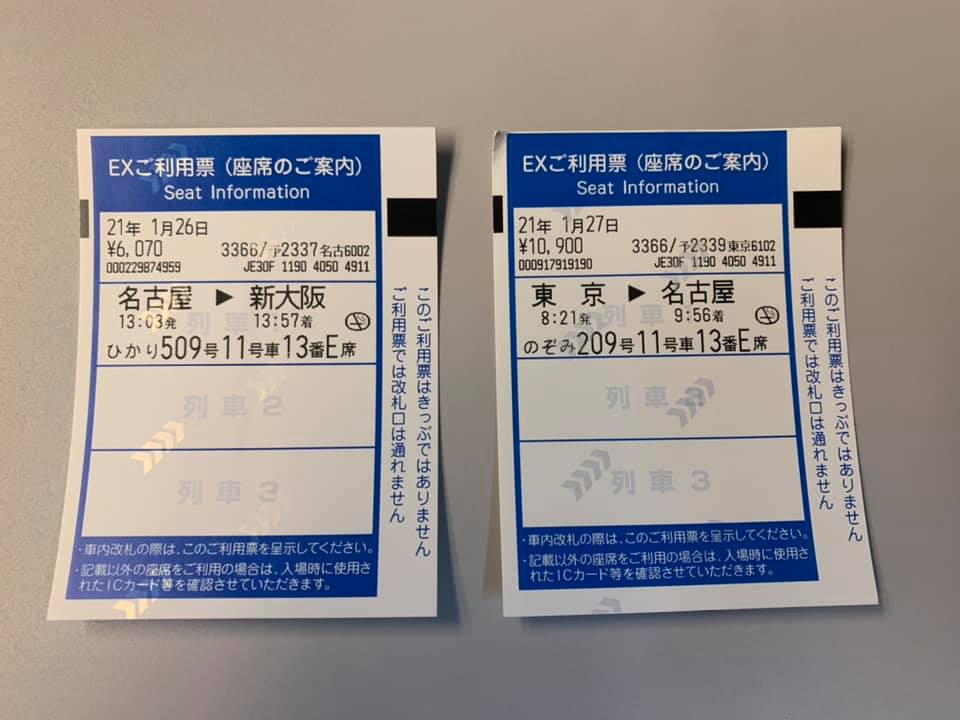 EXご利用票（座席のご案内）
Seat Information
21年 1月26日
¥6,070 3366/予2337名古6002
000229874959 JE30F 1190 4050 4911
名古屋 ▶ 新大阪
13:03発 13:57着
列車1
ひかり509号11号車13番E席
列車2
列車3
・車内改札の際は、このご利用票を呈示してください。
・記載以外の座席をご利用の場合は、入場時に使用さ
れたICカード等を確認させていただきます。
このご利用票はきっぷではありません
ご利用票では改札口は通れません
EXご利用票（座席のご案内）
Seat Information
21年 1月27日
¥10,900 3366/予2339東京6102
000917919190 JE30F 1190 4050 4911
東 京 ▶ 名古屋
8:21発 9:56着
列車1
のぞみ209号11号車13番E席
列車2
列車3
・車内改札の際は、このご利用票を呈示してください。
・記載以外の座席をご利用の場合は、入場時に使用さ
れたICカード等を確認させていただきます。
このご利用票はきっぷではありません
ご利用票では改札口は通れません